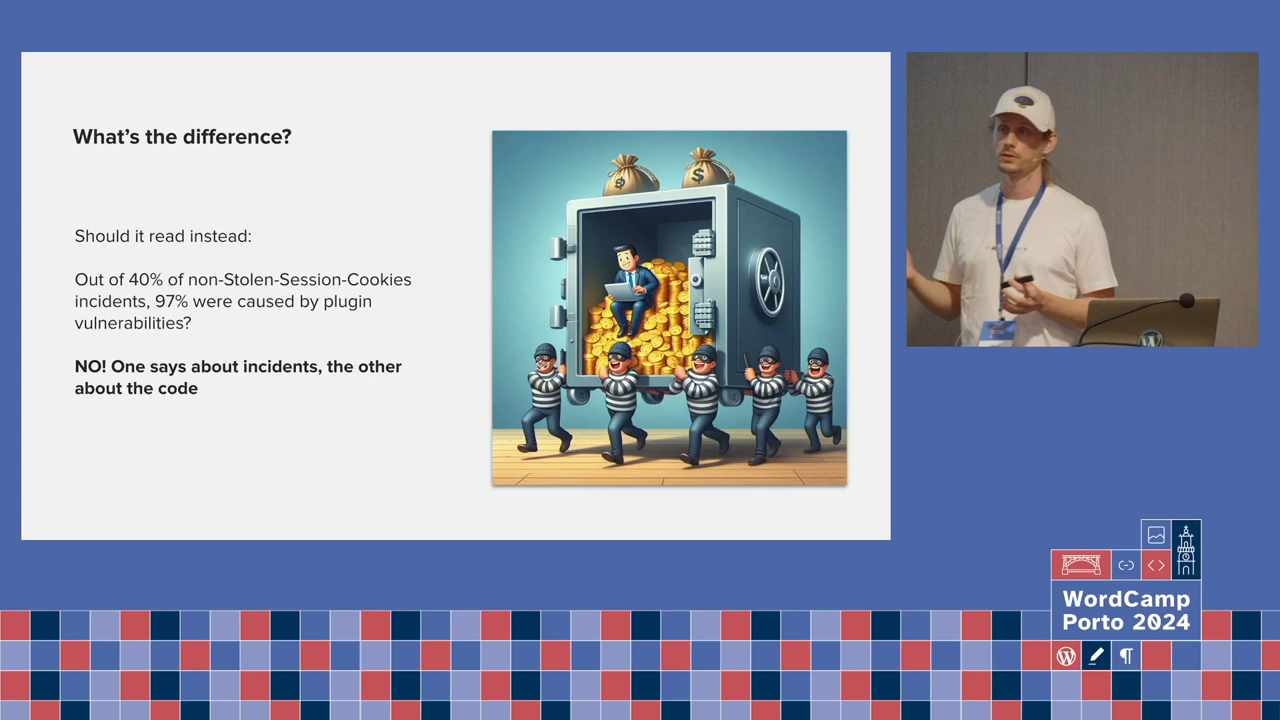 What's the difference?
Should it read instead:
Out of 40% of non-Stolen-Session-Cookies
incidents, 97% were caused by plugin
vulnerabilities?
NO! One says about incidents, the other
about the code
$
WordCamp
Porto 2024